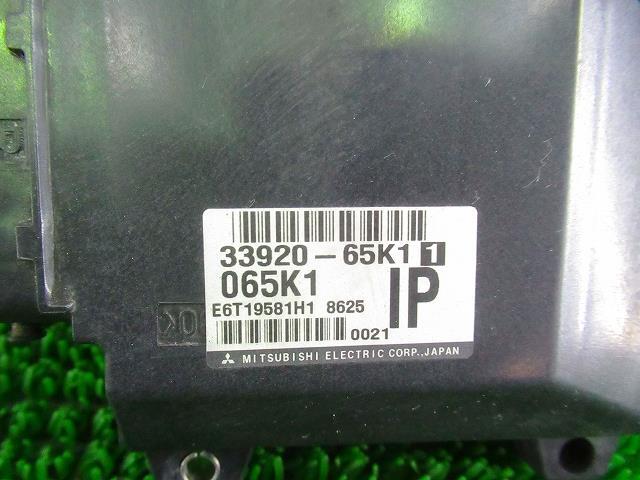 33920-65K1 1
065K1 IP
E6T19581H1 8625
0021
MITSUBISHI ELECTRIC CORP.,JAPAN